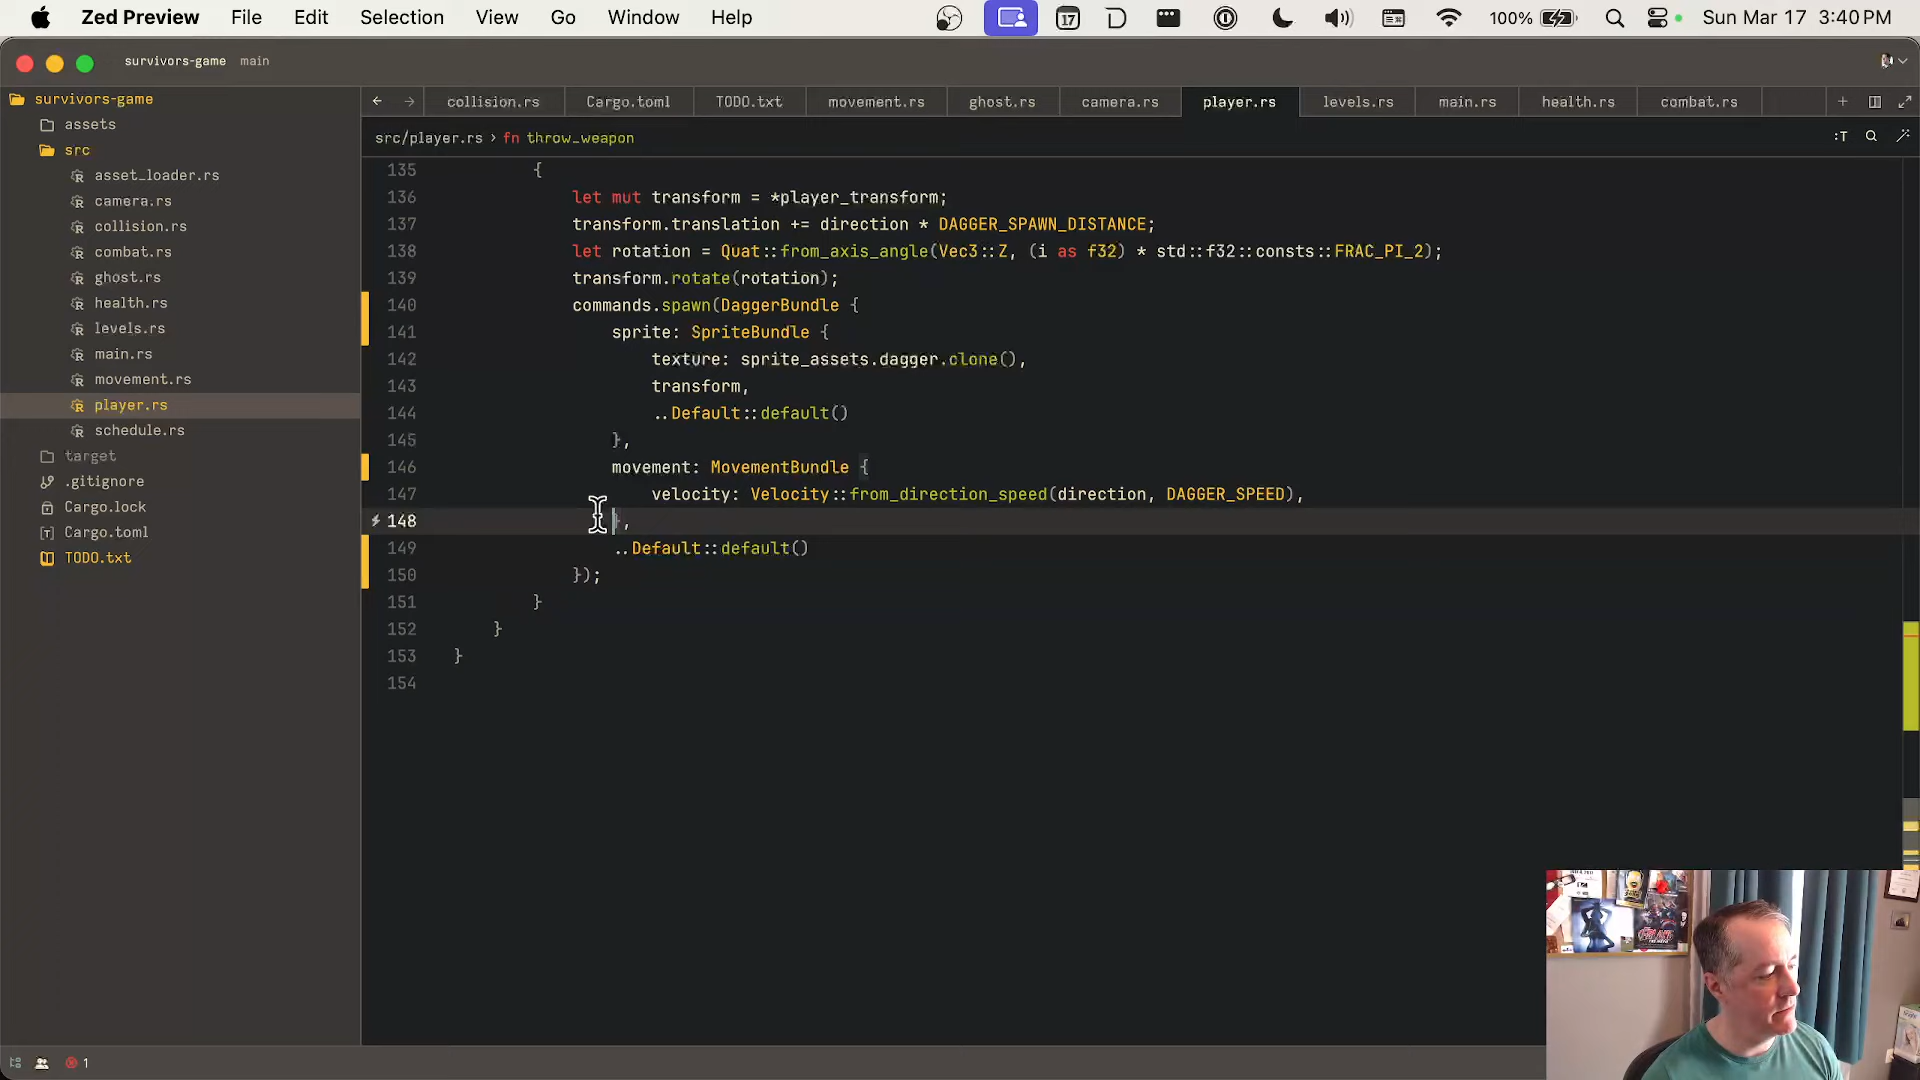 Zed Preview File Edit Selection View Go Window Help 17 100% Sun Mar 17 3:40 PM
survivors-game main
survivors-game
assets
src
asset_loader.rs
camera.rs
collision.rs
combat.rs
ghost.rs
health.rs
levels.rs
main.rs
movement.rs
player.rs
schedule.rs
target
.gitignore
Cargo.lock
Cargo.toml
TODO.txt
collision.rs Cargo.toml TODO.txt movement.rs ghost.rs camera.rs player.rs levels.rs main.rs health.rs combat.rs
src/player.rs › fn throw_weapon
135 {
136 let mut transform = *player_transform;
137 transform.translation += direction * DAGGER_SPAWN_DISTANCE;
138 let rotation = Quat::from_axis_angle(Vec3::Z, (i as f32) * std::f32::consts::FRAC_PI_2);
139 transform.rotate(rotation);
140 commands.spawn(DaggerBundle {
141 sprite: SpriteBundle {
142 texture: sprite_assets.dagger.clone(),
143 transform,
144 ..Default::default()
145 },
146 movement: MovementBundle {
147 velocity: Velocity::from_direction_speed(direction, DAGGER_SPEED),
148 },
149 ..Default::default()
150 });
151 }
152 }
153 }
154
1